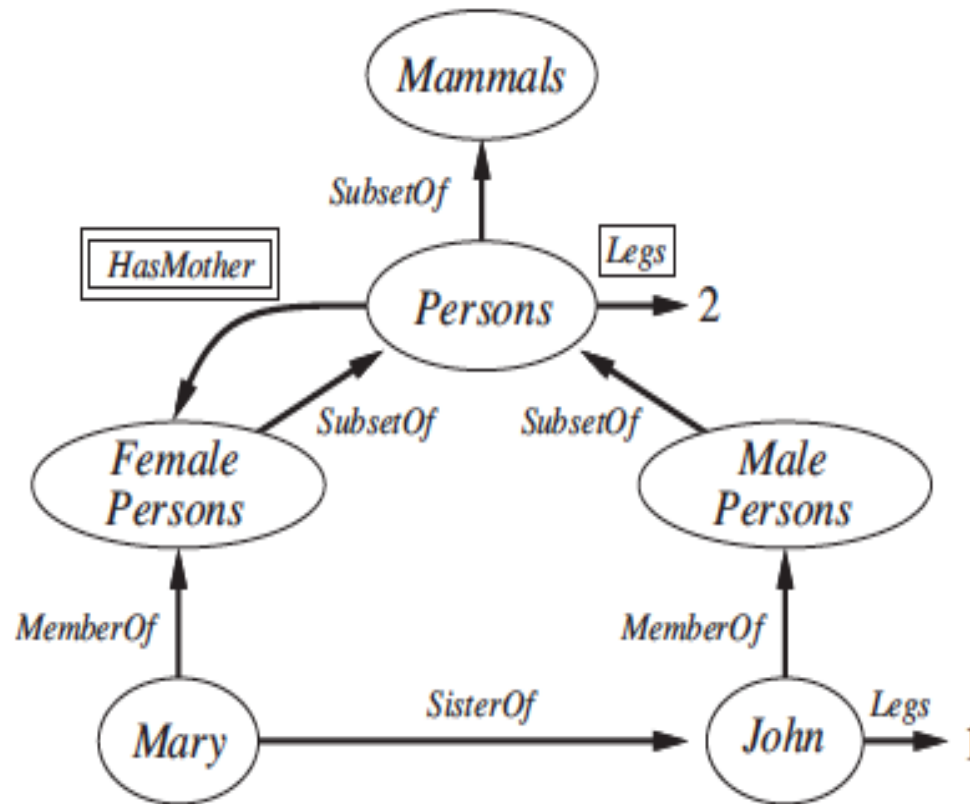 Mammals
SubsetOf
HasMother
Legs
Persons
2
SubsetOf
SubsetOf
Female
Persons
Male
Persons
MemberOf
MemberOf
SisterOf
Legs
Mary
John